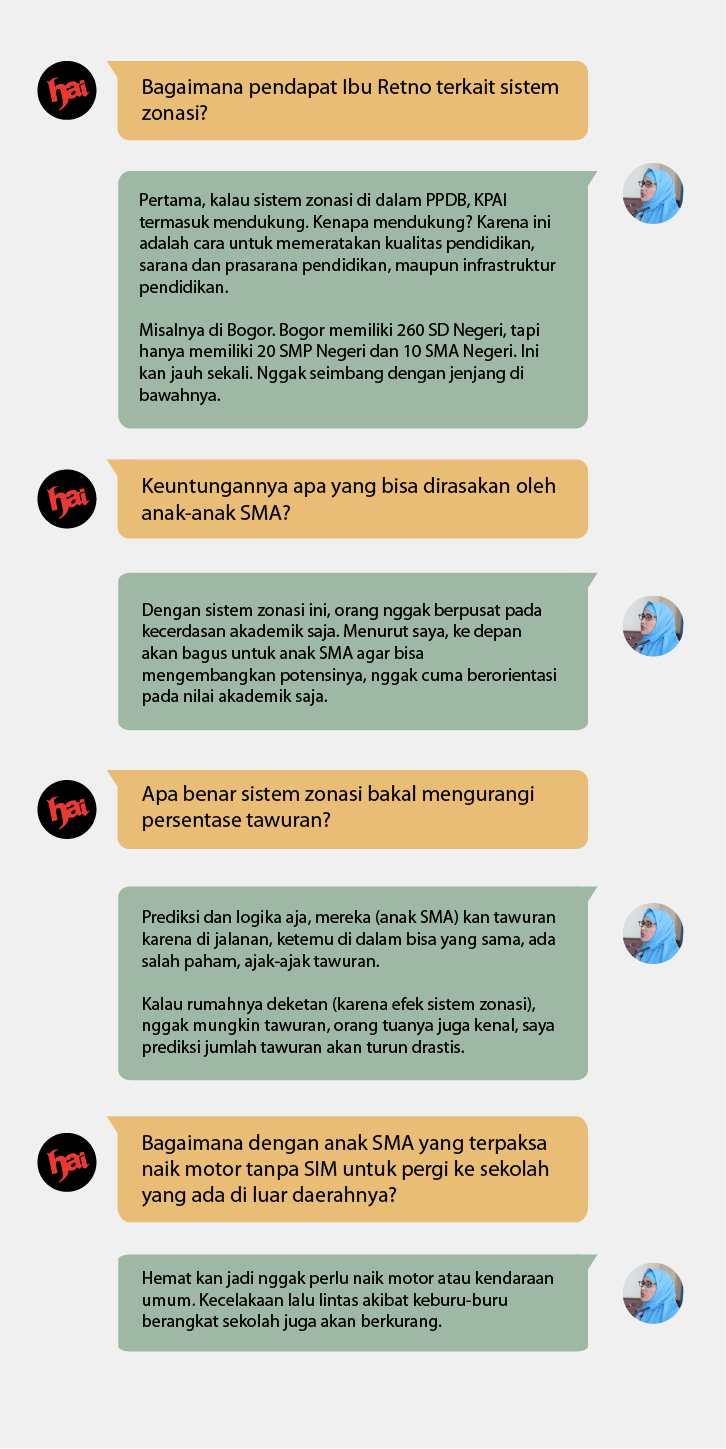 hai
Bagaimana pendapat Ibu Retno terkait sistem
zonasi?
Pertama, kalau sistem zonasi di dalam PPDB, KPAI
termasuk mendukung. Kenapa mendukung? Karena ini
adalah cara untuk memeratakan kualitas pendidikan,
sarana dan prasarana pendidikan, maupun infrastruktur
pendidikan.
Misalnya di Bogor. Bogor memiliki 260 SD Negeri, tapi
hanya memiliki 20 SMP Negeri dan 10 SMA Negeri. Ini
kan jauh sekali. Nggak seimbang dengan jenjang di
bawahnya.
hai
Keuntungannya apa yang bisa dirasakan oleh
anak-anak SMA?
Dengan sistem zonasi ini, orang nggak berpusat pada
kecerdasan akademik saja. Menurut saya, ke depan
akan bagus untuk anak SMA agar bisa
mengembangkan potensinya, nggak cuma berorientasi
pada nilai akademik saja.
hai
Apa benar sistem zonasi bakal mengurangi
persentase tawuran?
Prediksi dan logika aja, mereka (anak SMA) kan tawuran
karena di jalanan, ketemu di dalam bisa yang sama, ada
salah paham, ajak-ajak tawuran.
Kalau rumahnya deketan (karena efek sistem zonasi),
nggak mungkin tawuran, orang tuanya juga kenal, saya
prediksi jumlah tawuran akan turun drastis.
hai
Bagaimana dengan anak SMA yang terpaksa
naik motor tanpa SIM untuk pergi ke sekolah
yang ada di luar daerahnya?
Hemat kan jadi nggak perlu naik motor atau kendaraan
umum. Kecelakaan lalu lintas akibat keburu-buru
berangkat sekolah juga akan berkurang.